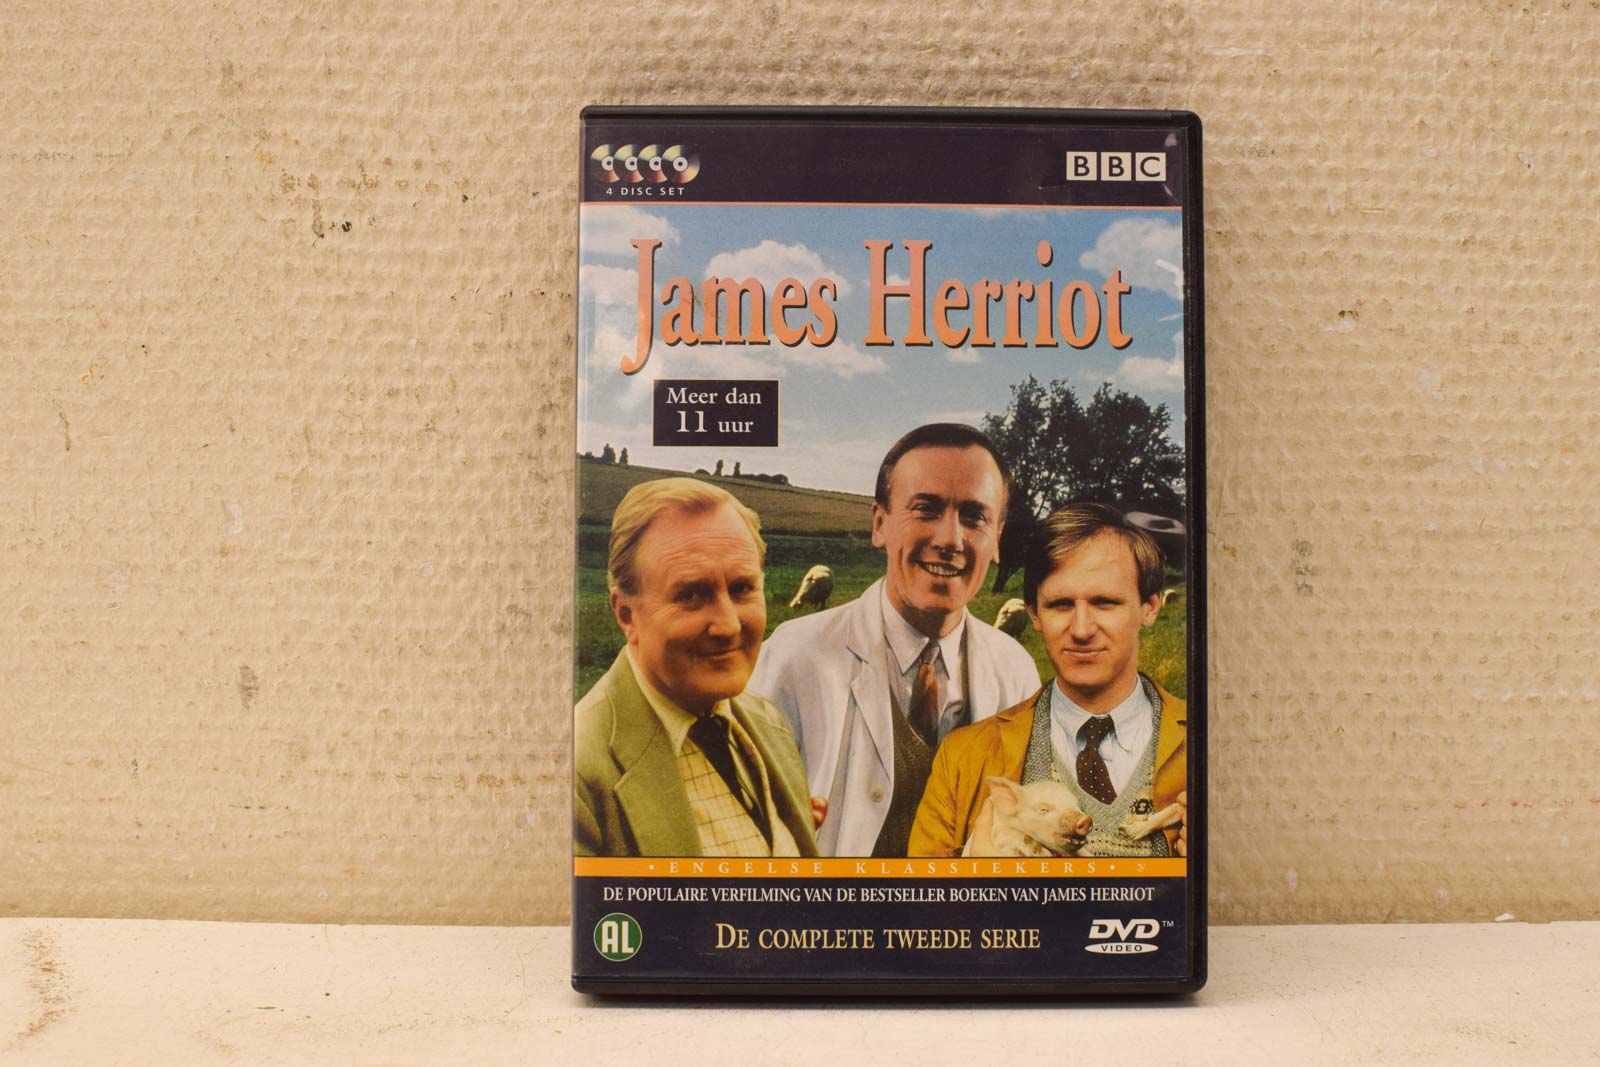 4 DISC SET
BBC
James Herriot
Meer dan
11 uur
• ENGELSE KLASSIEKERS •
DE POPULAIRE VERFILMING VAN DE BESTSELLER BOEKEN VAN JAMES HERRIOT
AL
DE COMPLETE TWEEDE SERIE
DVD™
VIDEO